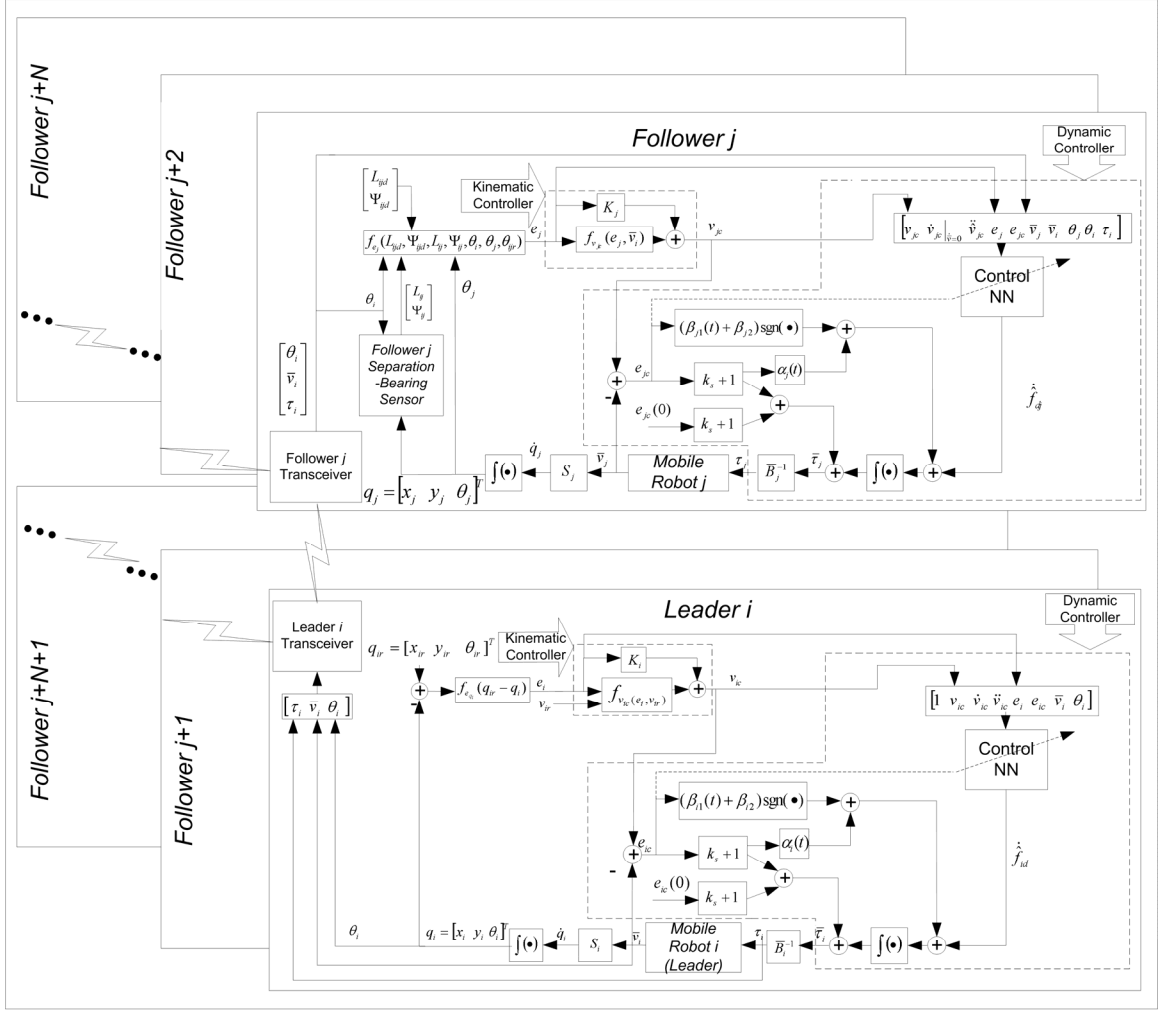 Follower j+N
Follower j+2
Follower j
Dynamic
Controller
[L_ijd
Ψ_ijd]
Kinematic
Controller
K_j
v_jc
e_j
f_ej(L_ijd,Ψ_ijd,L_ij,Ψ_ij,θ_i,θ_j,θ_ijr)
f_vjc(e_j,v̄_i)
+
[v_jc v̇_jc|_v̇=0 v̈̂_jc e_j e_jc v̄_j v̄_i θ_j θ_i τ_i]
Control
NN
θ_i
[L_ij
Ψ_ij]
θ_j
(β_j1(t)+β_j2)sgn(•)
+
Follower j
Separation
-Bearing
Sensor
[θ_i
v̄_i
τ_i]
e_jc
+
-
k_s+1
α_j(t)
+
e_jc(0)
k_s+1
f̂_dj
Follower j
Transceiver
q_j=[x_j y_j θ_j]^T
∫(•)
q̇_j
S_j
v̄_j
Mobile
Robot j
τ_j
B̄_j^-1
τ̄_j
+
∫(•)
+
Follower j+N+1
Follower j+1
Leader i
Dynamic
Controller
Leader i
Transceiver
q_ir=[x_ir y_ir θ_ir]^T
Kinematic
Controller
K_i
v_ic
+
-
f_eqi(q_ir−q_i)
e_i
v_ir
f_vic(e_i,v_ir)
+
[τ_i v̄_i θ_i]
[1 v_ic v̇_ic v̈_ic e_i e_ic v̄_i θ_i]
Control
NN
(β_i1(t)+β_i2)sgn(•)
+
e_ic
+
-
k_s+1
α_i(t)
+
e_ic(0)
k_s+1
f̂_id
θ_i
q_i=[x_i y_i θ_i]^T
∫(•)
q̇_i
S_i
v̄_i
Mobile
Robot i
(Leader)
τ_i
B̄_i^-1
τ̄_i
+
∫(•)
+